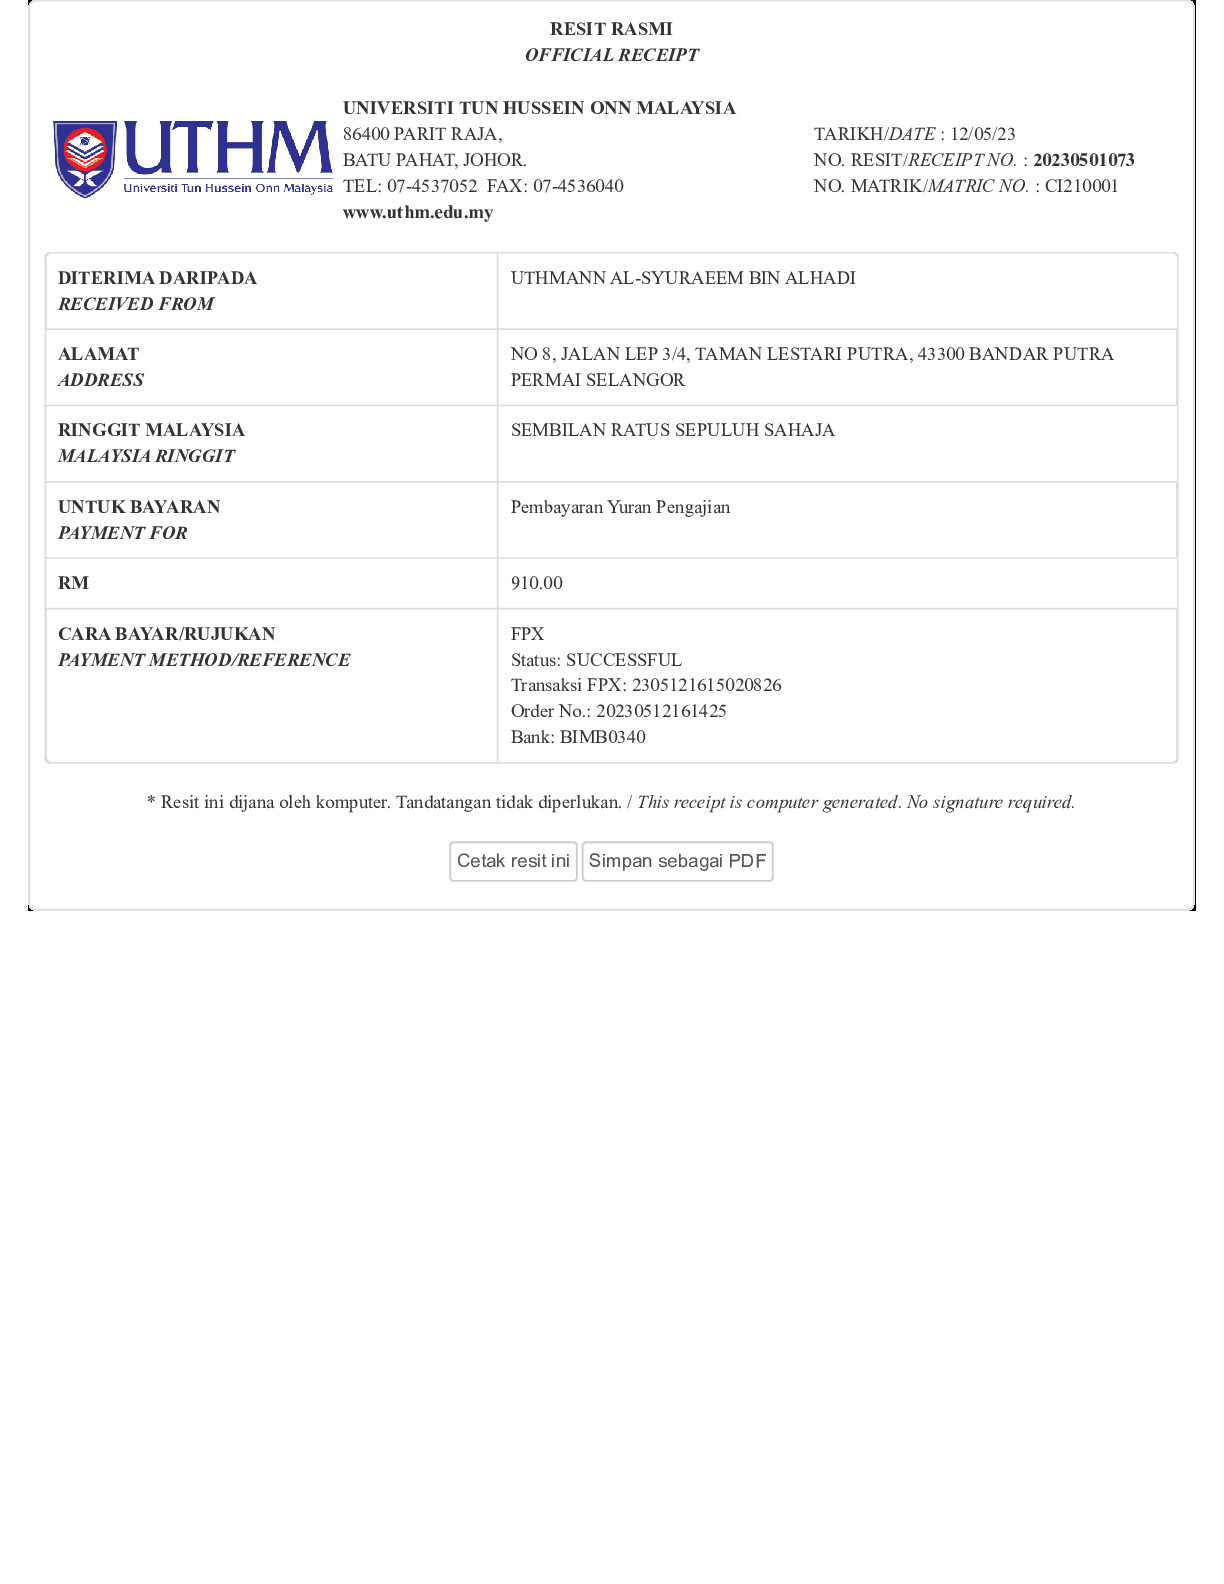 RESIT RASMI
OFFICIAL RECEIPT
UTHM
Universiti Tun Hussein Onn Malaysia
UNIVERSITI TUN HUSSEIN ONN MALAYSIA
86400 PARIT RAJA,
BATU PAHAT, JOHOR.
TEL: 07-4537052 FAX: 07-4536040
www.uthm.edu.my
TARIKH/DATE : 12/05/23
NO. RESIT/RECEIPT NO. : 20230501073
NO. MATRIK/MATRIC NO. : CI210001
DITERIMA DARIPADA
RECEIVED FROM
UTHMANN AL-SYURAEEM BIN ALHADI
ALAMAT
ADDRESS
NO 8, JALAN LEP 3/4, TAMAN LESTARI PUTRA, 43300 BANDAR PUTRA
PERMAI SELANGOR
RINGGIT MALAYSIA
MALAYSIA RINGGIT
SEMBILAN RATUS SEPULUH SAHAJA
UNTUK BAYARAN
PAYMENT FOR
Pembayaran Yuran Pengajian
RM
910.00
CARA BAYAR/RUJUKAN
PAYMENT METHOD/REFERENCE
FPX
Status: SUCCESSFUL
Transaksi FPX: 2305121615020826
Order No.: 20230512161425
Bank: BIMB0340
* Resit ini dijana oleh komputer. Tandatangan tidak diperlukan. / This receipt is computer generated. No signature required.
Cetak resit ini
Simpan sebagai PDF